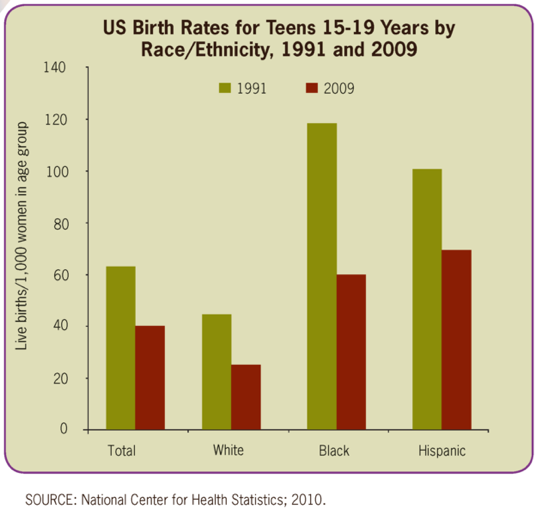 US Birth Rates for Teens 15-19 Years by
Race/Ethnicity, 1991 and 2009
1991
2009
Live births/1,000 women in age group
140
120
100
80
60
40
20
0
Total
White
Black
Hispanic
SOURCE: National Center for Health Statistics; 2010.